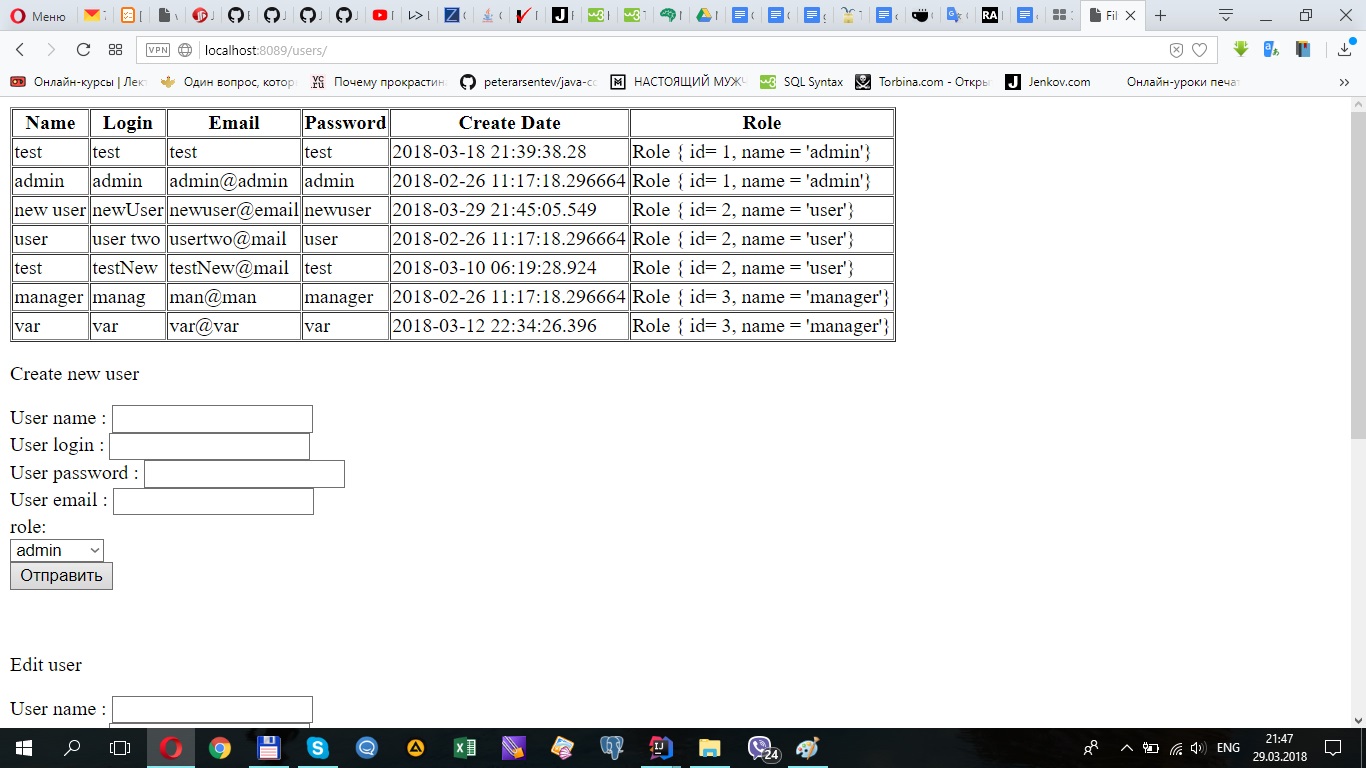 Меню
localhost:8089/users/
VPN
Онлайн-курсы | Лек
Один вопрос, котор
Почему прокрастин
peterarsentev/java-co
НАСТОЯЩИЙ МУЖЧ
SQL Syntax
Torbina.com - Откры
Jenkov.com
Онлайн-уроки печат
Name Login Email Password Create Date Role
test test test test 2018-03-18 21:39:38.28 Role { id= 1, name = 'admin'}
admin admin admin@admin admin 2018-02-26 11:17:18.296664 Role { id= 1, name = 'admin'}
new user newUser newuser@email newuser 2018-03-29 21:45:05.549 Role { id= 2, name = 'user'}
user user two usertwo@mail user 2018-02-26 11:17:18.296664 Role { id= 2, name = 'user'}
test testNew testNew@mail test 2018-03-10 06:19:28.924 Role { id= 2, name = 'user'}
manager manag man@man manager 2018-02-26 11:17:18.296664 Role { id= 3, name = 'manager'}
var var var@var var 2018-03-12 22:34:26.396 Role { id= 3, name = 'manager'}
Create new user
User name :
User login :
User password :
User email :
role:
admin
Отправить
Edit user
User name :
24
ENG
21:47
29.03.2018